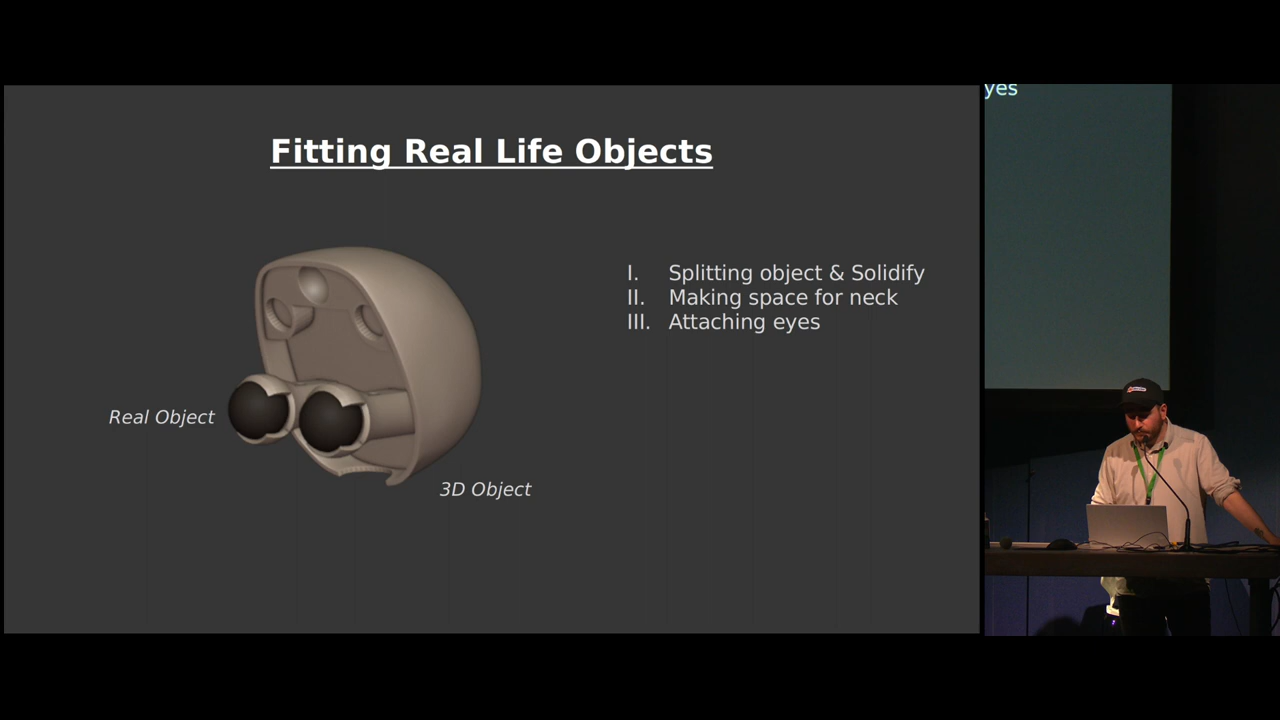 Fitting Real Life Objects
I. Splitting object & Solidify
II. Making space for neck
III. Attaching eyes
Real Object
3D Object
yes